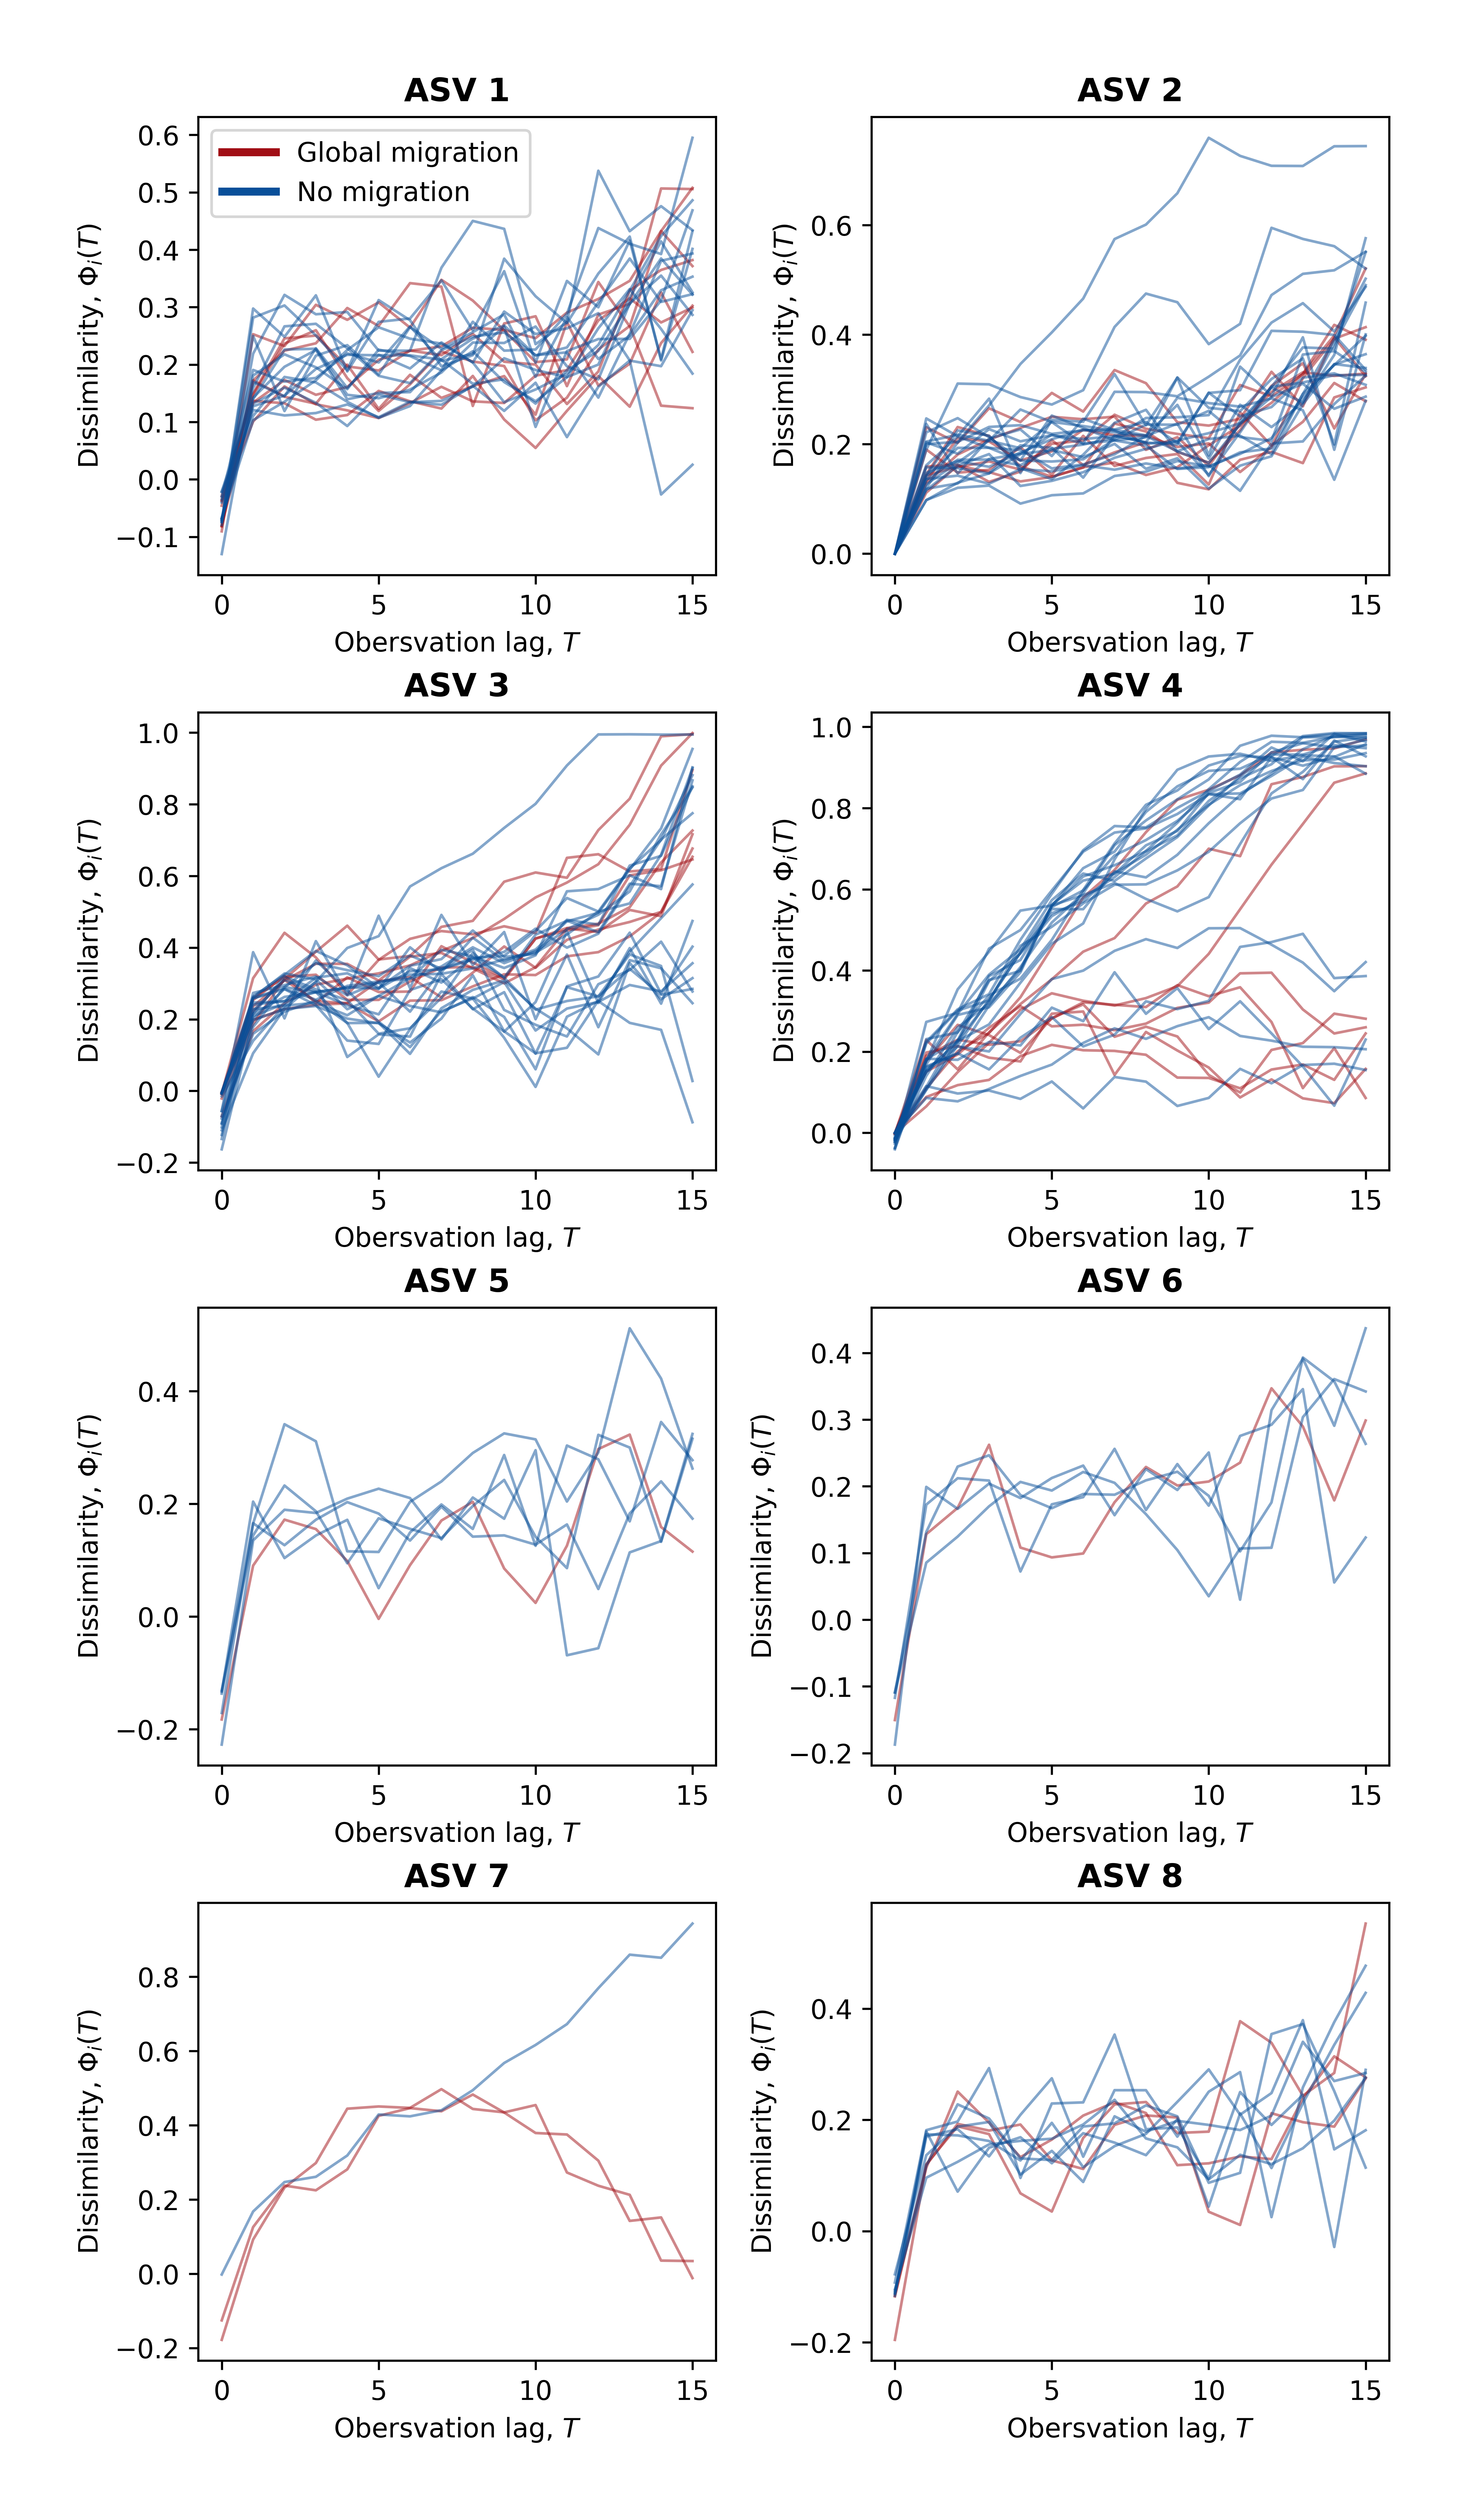 ASV 1
Dissimilarity, Φi(T)
0.6
0.5
0.4
0.3
0.2
0.1
0.0
−0.1
Global migration
No migration
0 5 10 15
Obersvation lag, T
ASV 2
Dissimilarity, Φi(T)
0.6
0.4
0.2
0.0
0 5 10 15
Obersvation lag, T
ASV 3
Dissimilarity, Φi(T)
1.0
0.8
0.6
0.4
0.2
0.0
−0.2
0 5 10 15
Obersvation lag, T
ASV 4
Dissimilarity, Φi(T)
1.0
0.8
0.6
0.4
0.2
0.0
0 5 10 15
Obersvation lag, T
ASV 5
Dissimilarity, Φi(T)
0.4
0.2
0.0
−0.2
0 5 10 15
Obersvation lag, T
ASV 6
Dissimilarity, Φi(T)
0.4
0.3
0.2
0.1
0.0
−0.1
−0.2
0 5 10 15
Obersvation lag, T
ASV 7
Dissimilarity, Φi(T)
0.8
0.6
0.4
0.2
0.0
−0.2
0 5 10 15
Obersvation lag, T
ASV 8
Dissimilarity, Φi(T)
0.4
0.2
0.0
−0.2
0 5 10 15
Obersvation lag, T